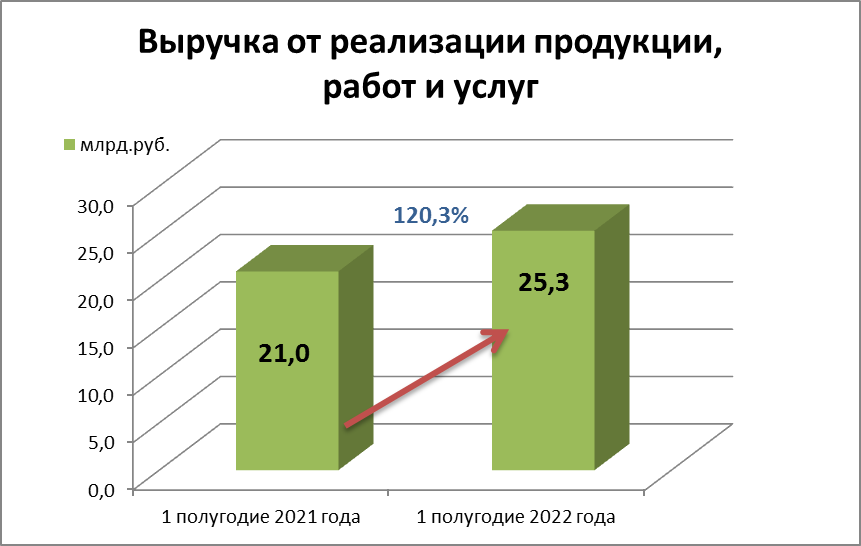 Выручка от реализации продукции,
работ и услуг
млрд.руб.
30,0
25,0
20,0
15,0
10,0
5,0
0,0
120,3%
21,0
25,3
1 полугодие 2021 года
1 полугодие 2022 года